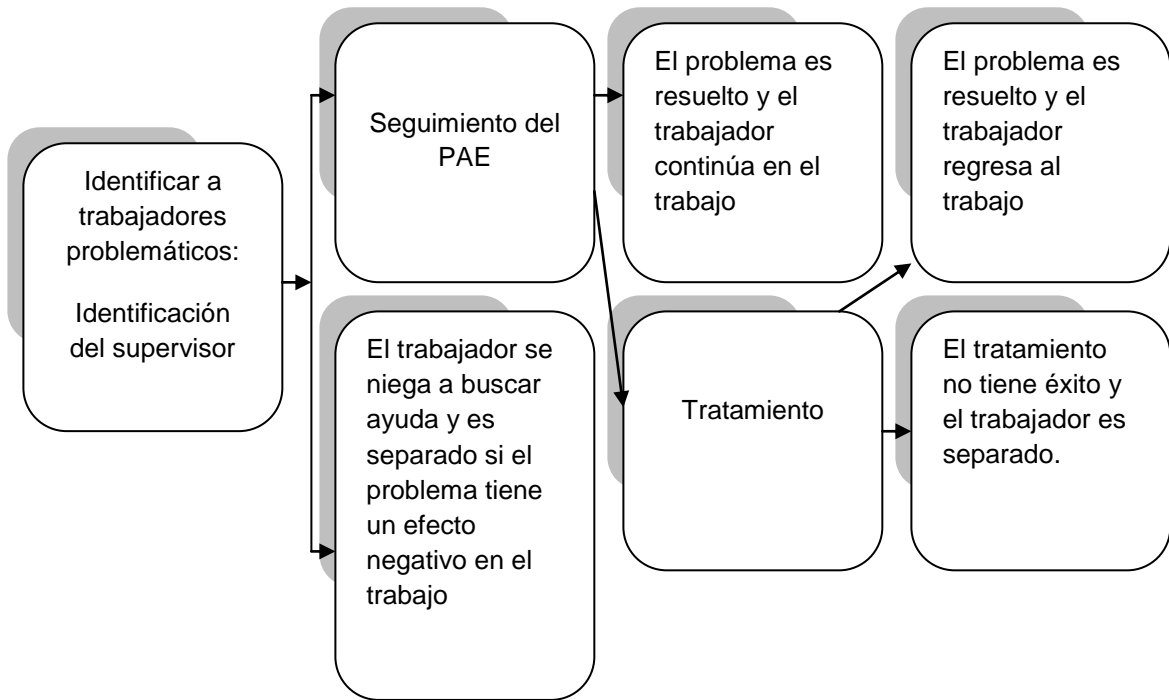 Identificar a
trabajadores
problemáticos:
Identificación
del supervisor
Seguimiento del
PAE
El trabajador se
niega a buscar
ayuda y es
separado si el
problema tiene
un efecto
negativo en el
trabajo
El problema es
resuelto y el
trabajador
continúa en el
trabajo
Tratamiento
El problema es
resuelto y el
trabajador
regresa al
trabajo
El tratamiento
no tiene éxito y
el trabajador es
separado.